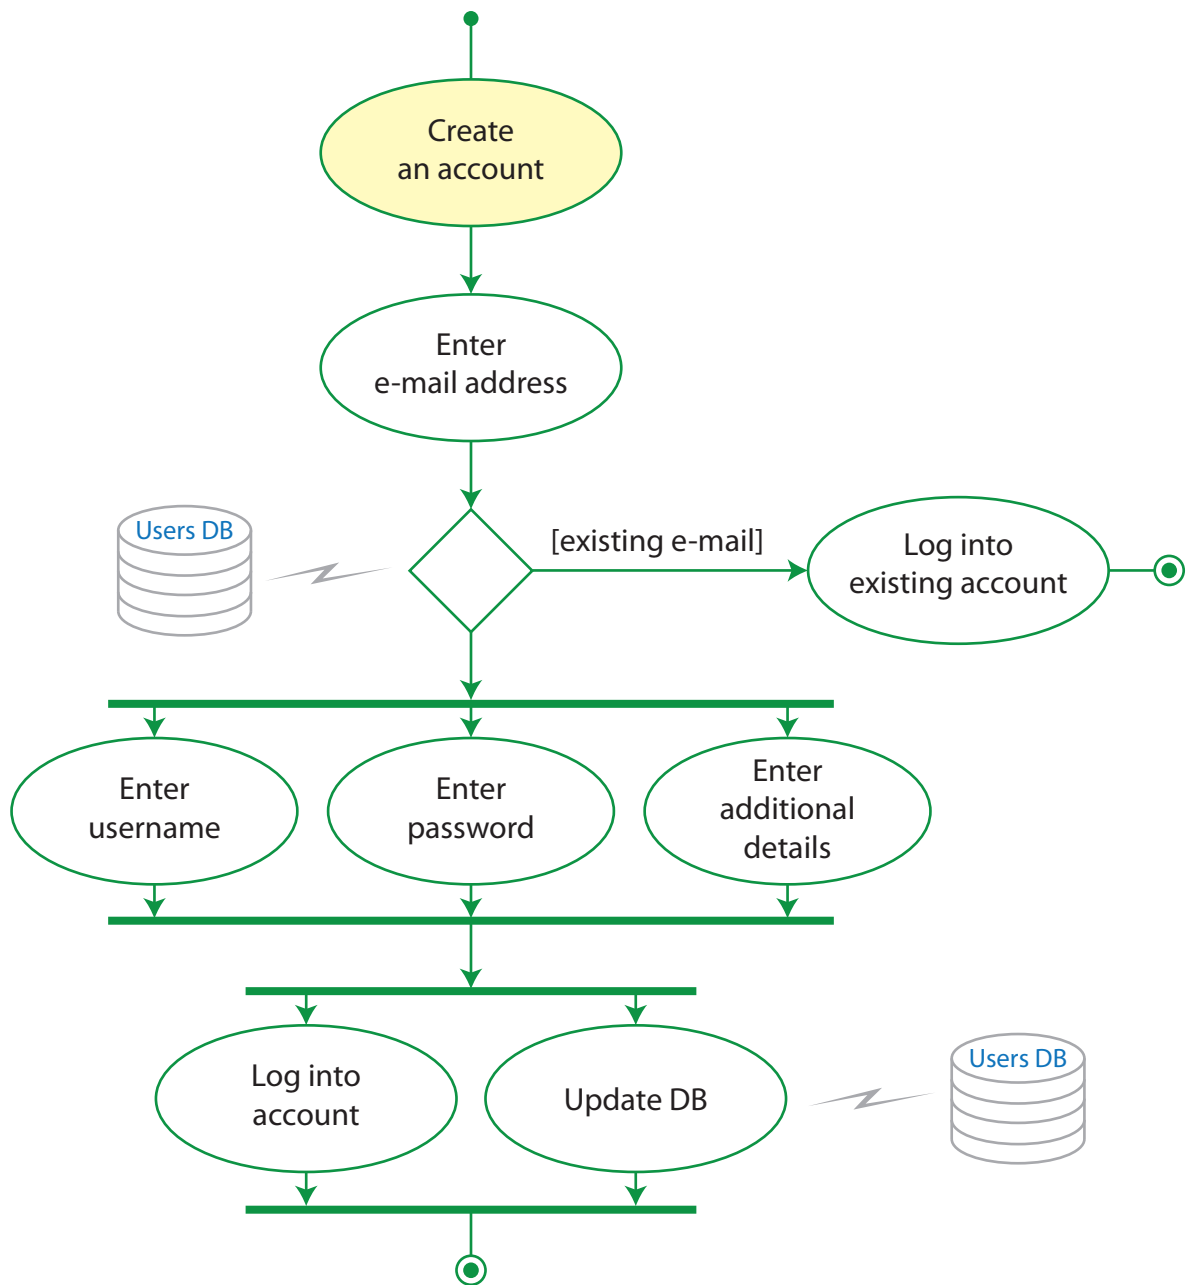 Create
an account
Enter
e-mail address
Users DB
[existing e-mail]
Log into
existing account
Enter
username
Enter
password
Enter
additional
details
Log into
account
Update DB
Users DB